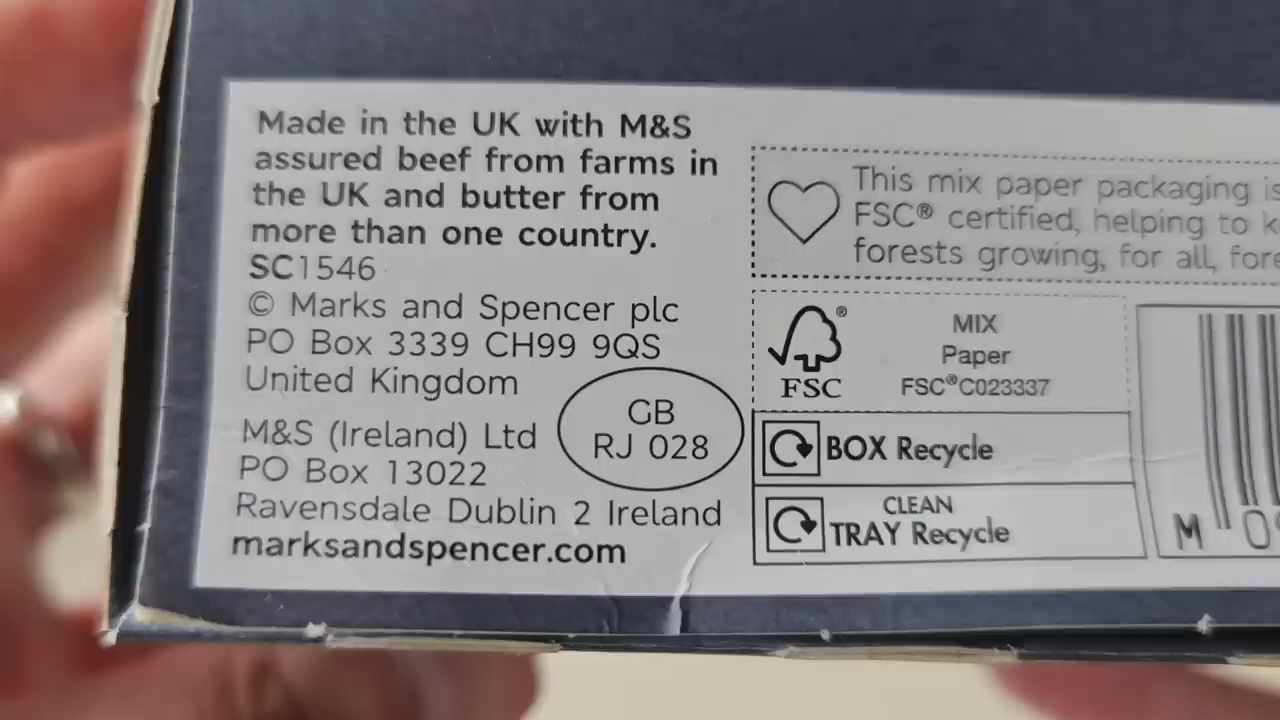 Made in the UK with M&S
assured beef from farms in
the UK and butter from
more than one country.
SC1546
© Marks and Spencer plc
PO Box 3339 CH99 9QS
United Kingdom
M&S (Ireland) Ltd
PO Box 13022
Ravensdale Dublin 2 Ireland
marksandspencer.com
GB
RJ 028
This mix paper packaging is
FSC® certified, helping to
forests growing, for all,
®
FSC
MIX
Paper
FSC®C023337
BOX Recycle
CLEAN
TRAY Recycle
M